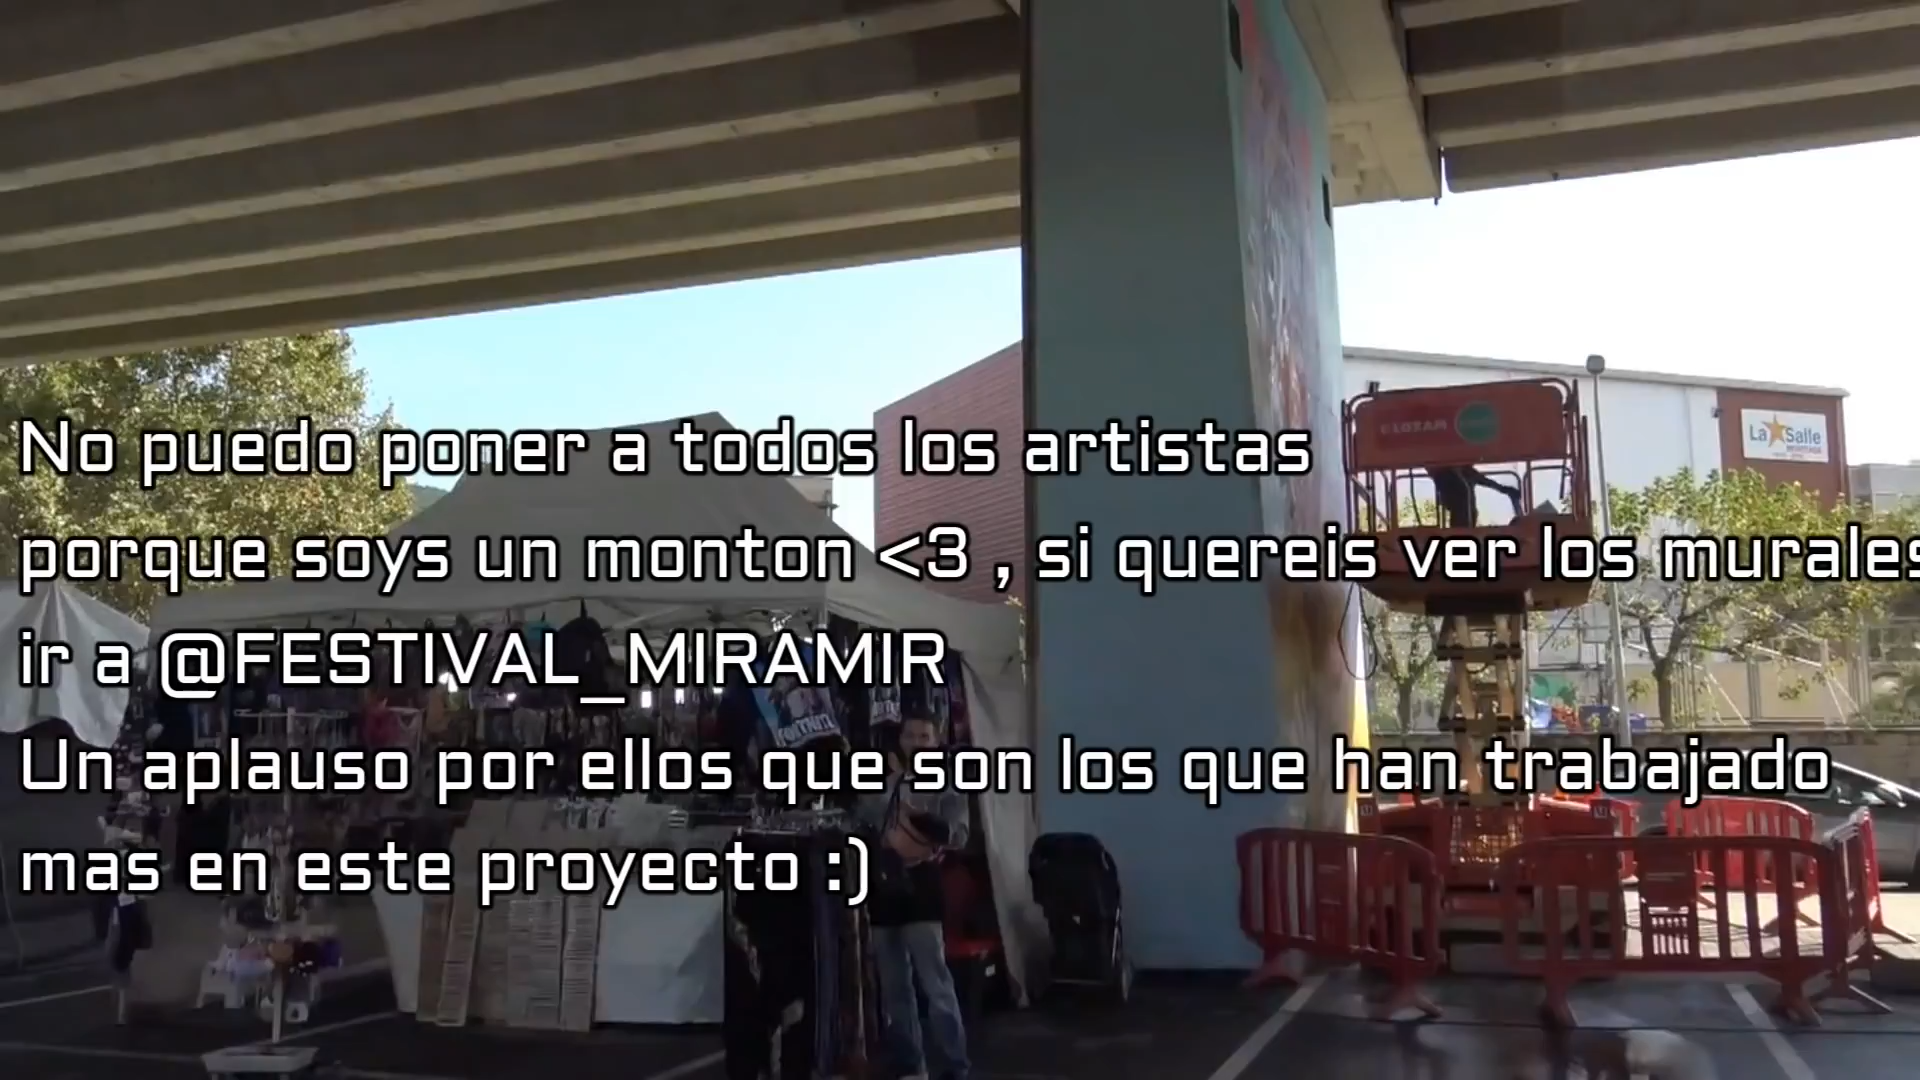 No puedo poner a todos los artistas
porque soys un monton <3 , si quereis ver los murales
ir a @FESTIVAL_MIRAMIR
Un aplauso por ellos que son los que han trabajado
mas en este proyecto :)
La Salle